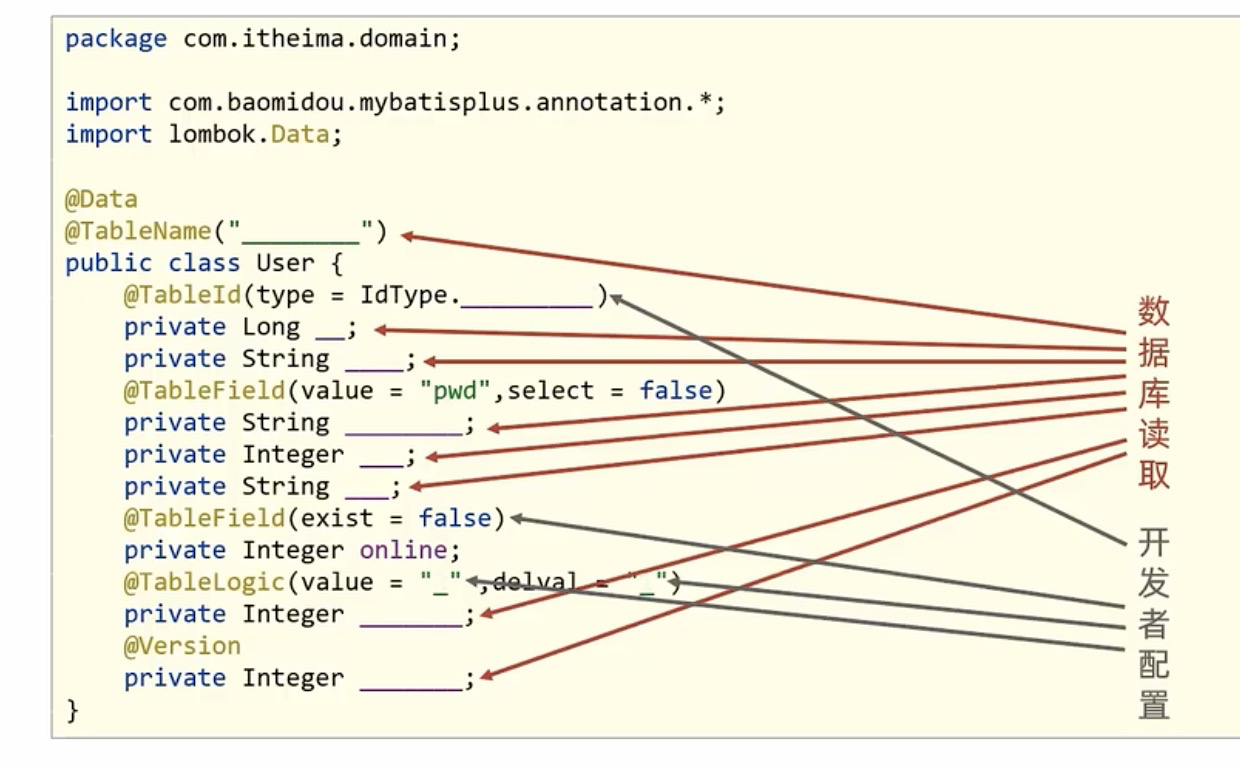 package com.itheima.domain;
import com.baomidou.mybatisplus.annotation.*;
import lombok.Data;
@Data
@TableName("________")
public class User {
@TableId(type = IdType._________)
private Long __;
private String ____;
@TableField(value = "pwd",select = false)
private String ________;
private Integer ___;
private String ___;
@TableField(exist = false)
private Integer online;
@TableLogic(value = "_",delval = "_")
private Integer _______;
@Version
private Integer _______;
}
数据库读取
开发者配置